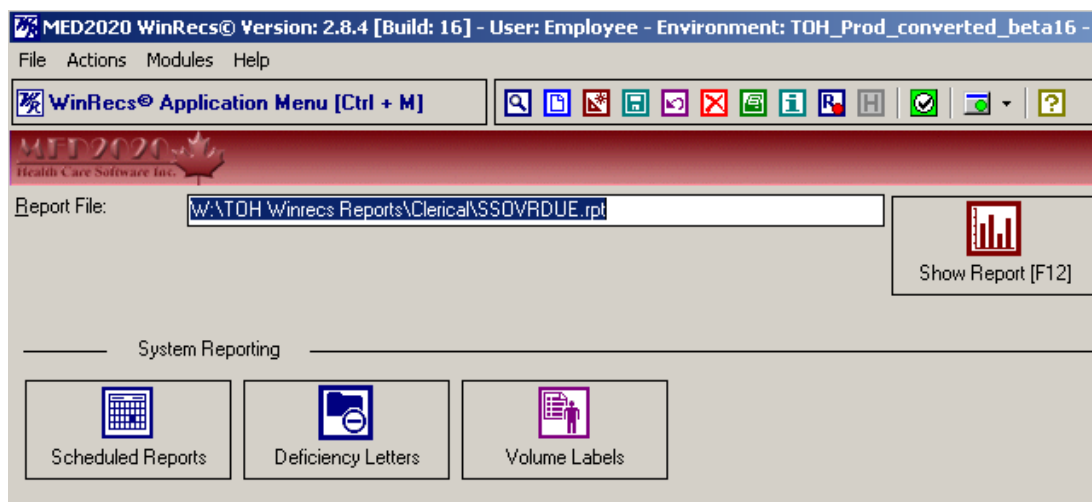 MED2020 WinRecs© Version: 2.8.4 [Build: 16] - User: Employee - Environment: TOH_Prod_converted_beta16 -
File Actions Modules Help
WinRecs© Application Menu [Ctrl + M]
MED2020
Health Care Software Inc.
Report File: W:\TOH Winrecs Reports\Clerical\SSOVRDUE.rpt
Show Report [F12]
System Reporting
Scheduled Reports Deficiency Letters Volume Labels